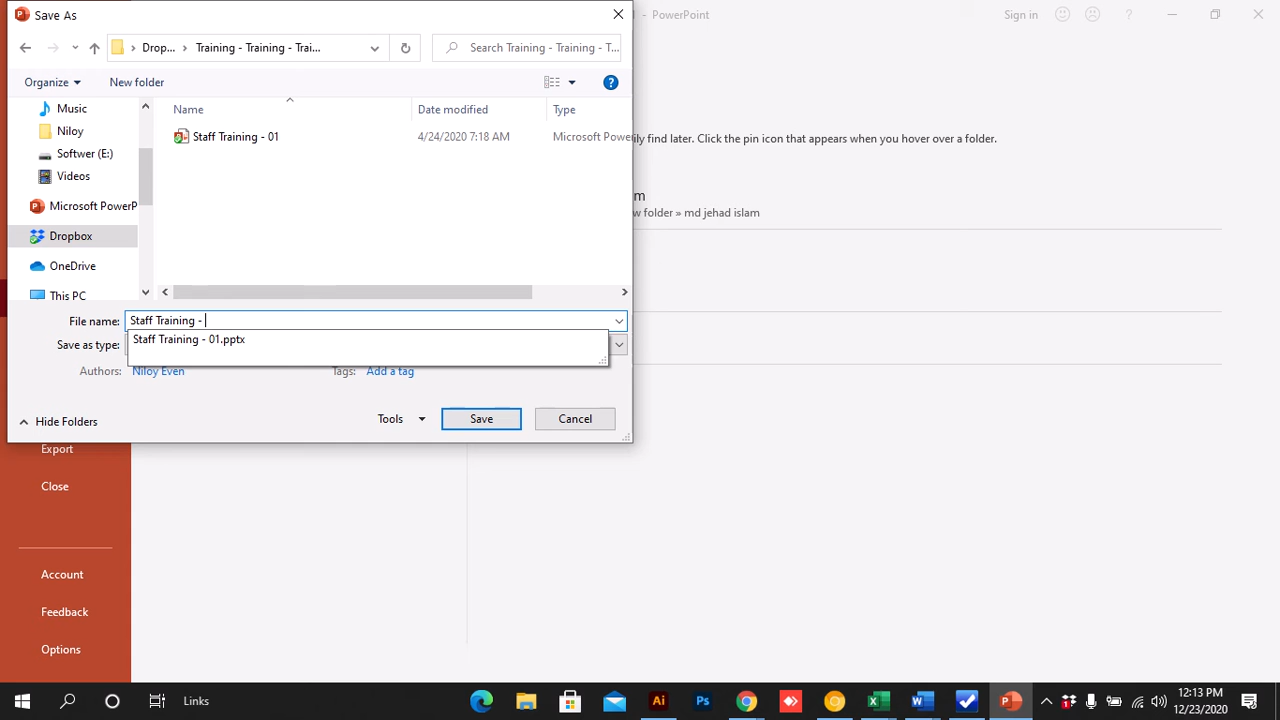 Save As
l - PowerPoint
Sign in
?
Drop... › Training - Training - Trai...
Search Training - Training - T...
Organize
New folder
?
Music
Niloy
Softwer (E:)
Videos
Microsoft PowerP
Dropbox
OneDrive
This PC
Name
Date modified
Type
Staff Training - 01
4/24/2020 7:18 AM
Microsoft Powe
ily find later. Click the pin icon that appears when you hover over a folder.
m
w folder » md jehad islam
File name:
Staff Training -
Staff Training - 01.pptx
Save as type:
Authors:
Niloy Even
Tags:
Add a tag
Hide Folders
Tools
Save
Cancel
Export
Close
Account
Feedback
Options
Links
Ai
Ps
1
12:13 PM
12/23/2020